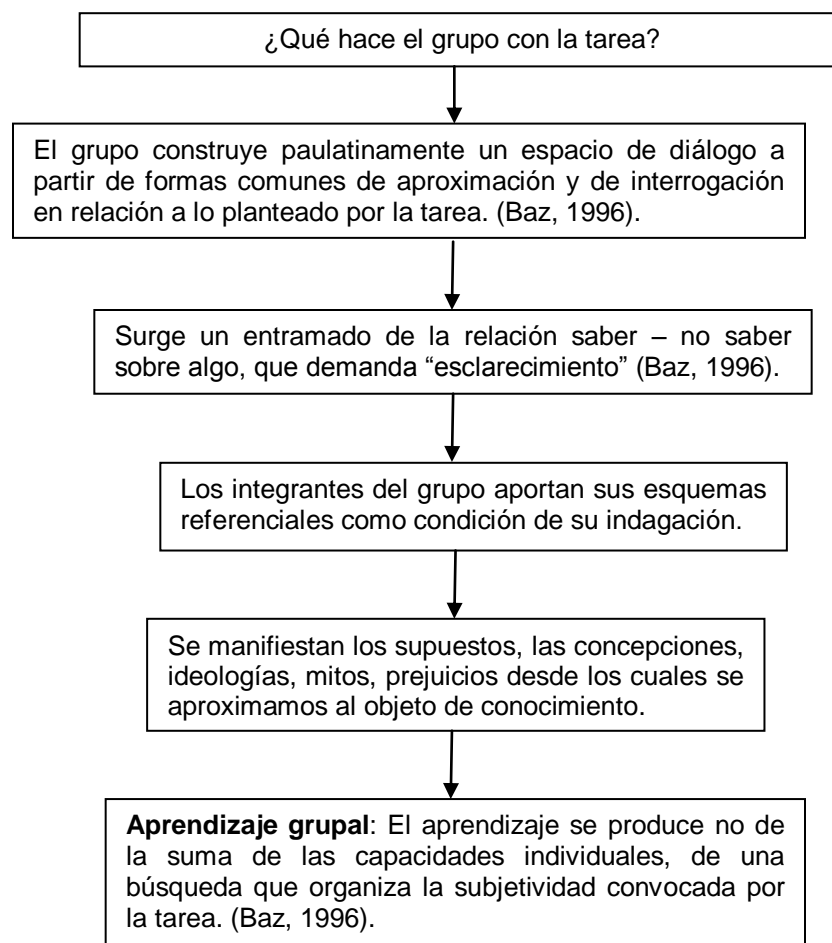 ¿Qué hace el grupo con la tarea?
El grupo construye paulatinamente un espacio de diálogo a
partir de formas comunes de aproximación y de interrogación
en relación a lo planteado por la tarea. (Baz, 1996).
Surge un entramado de la relación saber – no saber
sobre algo, que demanda “esclarecimiento” (Baz, 1996).
Los integrantes del grupo aportan sus esquemas
referenciales como condición de su indagación.
Se manifiestan los supuestos, las concepciones,
ideologías, mitos, prejuicios desde los cuales se
aproximamos al objeto de conocimiento.
Aprendizaje grupal: El aprendizaje se produce no de
la suma de las capacidades individuales, de una
búsqueda que organiza la subjetividad convocada por
la tarea. (Baz, 1996).